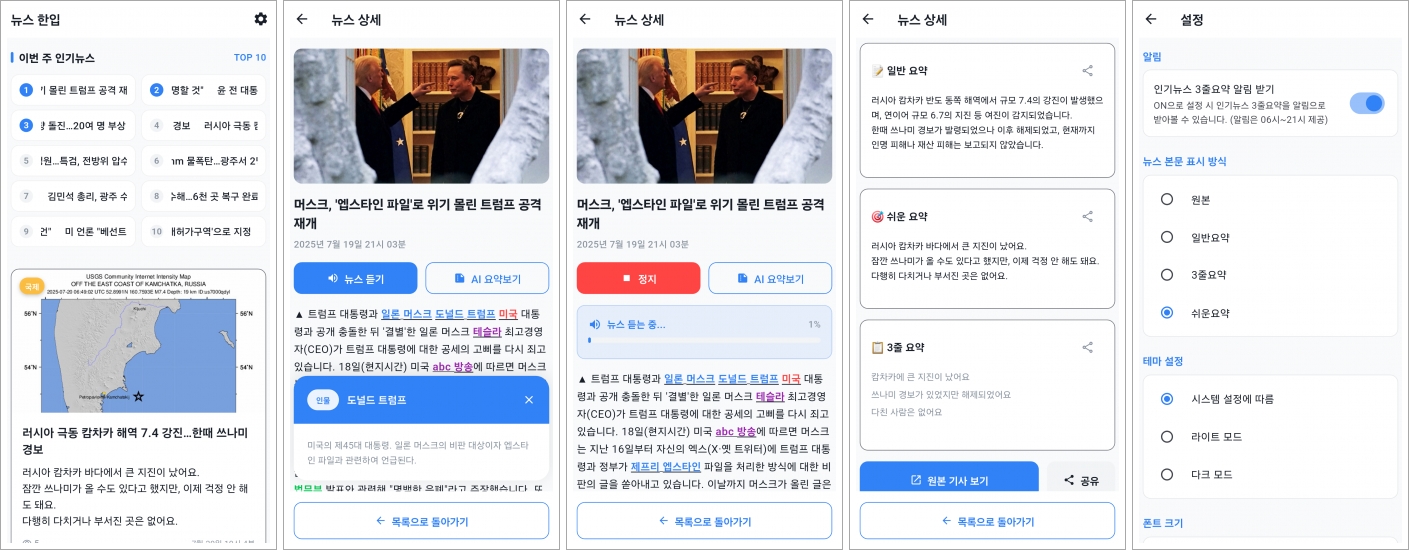 뉴스 한입
이번 주 인기뉴스 TOP 10
1 기 몰린 트럼프 공격 재
2 명할 것" 윤 전 대통
3 량 돌진...20여 명 부상
4 경보 러시아 극동 캄
5 원...특검, 전방위 압수
6 물폭탄...광주서 2
7 김민석 총리, 광주 수
8 수해...6천 곳 복구 완료
9 건" 미 언론 "베선트
10 허가구역'으로 지정
국제
USGS Community Internet Intensity Map
OFF THE EAST COAST OF KAMCHATKA, RUSSIA
56°N
56°N
54°N
54°N
Petropavlovsk-Kamchatsky
러시아 극동 캄차카 해역 7.4 강진...한때 쓰나미
경보
러시아 캄차카 바다에서 큰 지진이 났어요.
잠깐 쓰나미가 올 수도 있다고 했지만, 이제 걱정 안 해
도 돼요.
다행히 다치거나 부서진 곳은 없어요.
뉴스 상세
머스크, '엡스타인 파일'로 위기 몰린 트럼프 공격
재개
2025년 7월 19일 21시 03분
뉴스 듣기
AI 요약보기
▲ 트럼프 대통령과 일론 머스크 도널드 트럼프 미국 대통
령과 공개 충돌한 뒤 '결별'한 일론 머스크 테슬라 최고경영
자(CEO)가 트럼프 대통령에 대한 공세의 고삐를 다시 죄고
있습니다. 18일(현지시간) 미국 abc 방송에 따르면 머스크
인물 도널드 트럼프
미국의 제45대 대통령. 일론 머스크의 비판 대상이자 엡스타
인 파일과 관련하여 언급된다.
법무부 발표와 관련해 "명백한 은폐"라고 주장했습니다. 또
목록으로 돌아가기
뉴스 상세
머스크, '엡스타인 파일'로 위기 몰린 트럼프 공격
재개
2025년 7월 19일 21시 03분
정지
AI 요약보기
뉴스 듣는 중... 1%
▲ 트럼프 대통령과 일론 머스크 도널드 트럼프 미국 대통
령과 공개 충돌한 뒤 '결별'한 일론 머스크 테슬라 최고경영
자(CEO)가 트럼프 대통령에 대한 공세의 고삐를 다시 죄고
있습니다. 18일(현지시간) 미국 abc 방송에 따르면 머스크
는 지난 16일부터 자신의 엑스(X·옛 트위터)에 트럼프 대통
령과 정부가 제프리 엡스타인 파일을 처리한 방식에 대한 비
판의 글을 쏟아내고 있습니다. 이날까지 머스크가 올린 글은
목록으로 돌아가기
뉴스 상세
일반 요약
러시아 캄차카 반도 동쪽 해역에서 규모 7.4의 강진이 발생했으
며, 연이어 규모 6.7의 지진 등 여진이 감지되었습니다.
한때 쓰나미 경보가 발령되었으나 이후 해제되었고, 현재까지
인명 피해나 재산 피해는 보고되지 않았습니다.
쉬운 요약
러시아 캄차카 바다에서 큰 지진이 났어요.
잠깐 쓰나미가 올 수도 있다고 했지만, 이제 걱정 안 해도 돼요.
다행히 다치거나 부서진 곳은 없어요.
3줄 요약
캄차카에 큰 지진이 났어요
쓰나미 경보가 있었지만 해제되었어요
다친 사람은 없어요
원본 기사 보기
공유
목록으로 돌아가기
설정
알림
인기뉴스 3줄요약 알림 받기
ON으로 설정 시 인기뉴스 3줄요약을 알림으로
받아볼 수 있습니다. (알림은 06시~21시 제공)
뉴스 본문 표시 방식
원본
일반요약
3줄요약
쉬운요약
테마 설정
시스템 설정에 따름
라이트 모드
다크 모드
폰트 크기